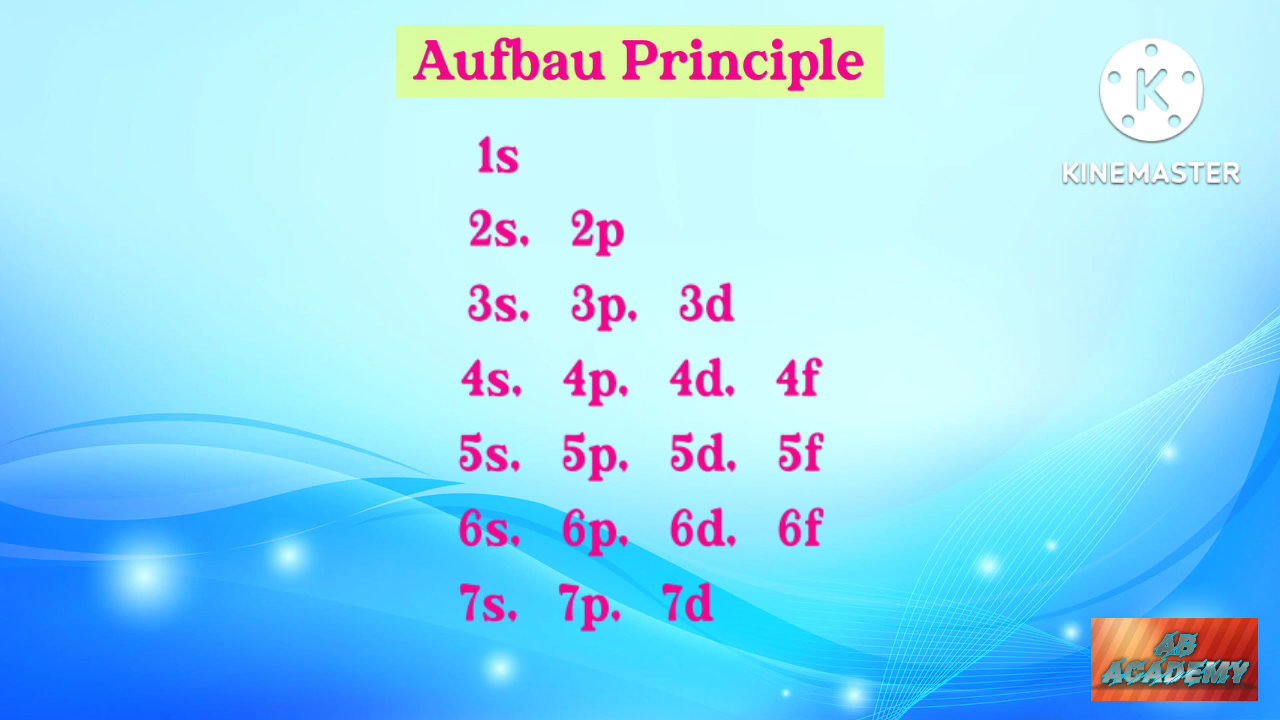 Aufbau Principle
K
KINEMASTER
1s
2s, 2p
3s, 3p, 3d
4s, 4p, 4d, 4f
5s, 5p, 5d, 5f
6s, 6p, 6d, 6f
7s, 7p, 7d
AB
ACADEMY